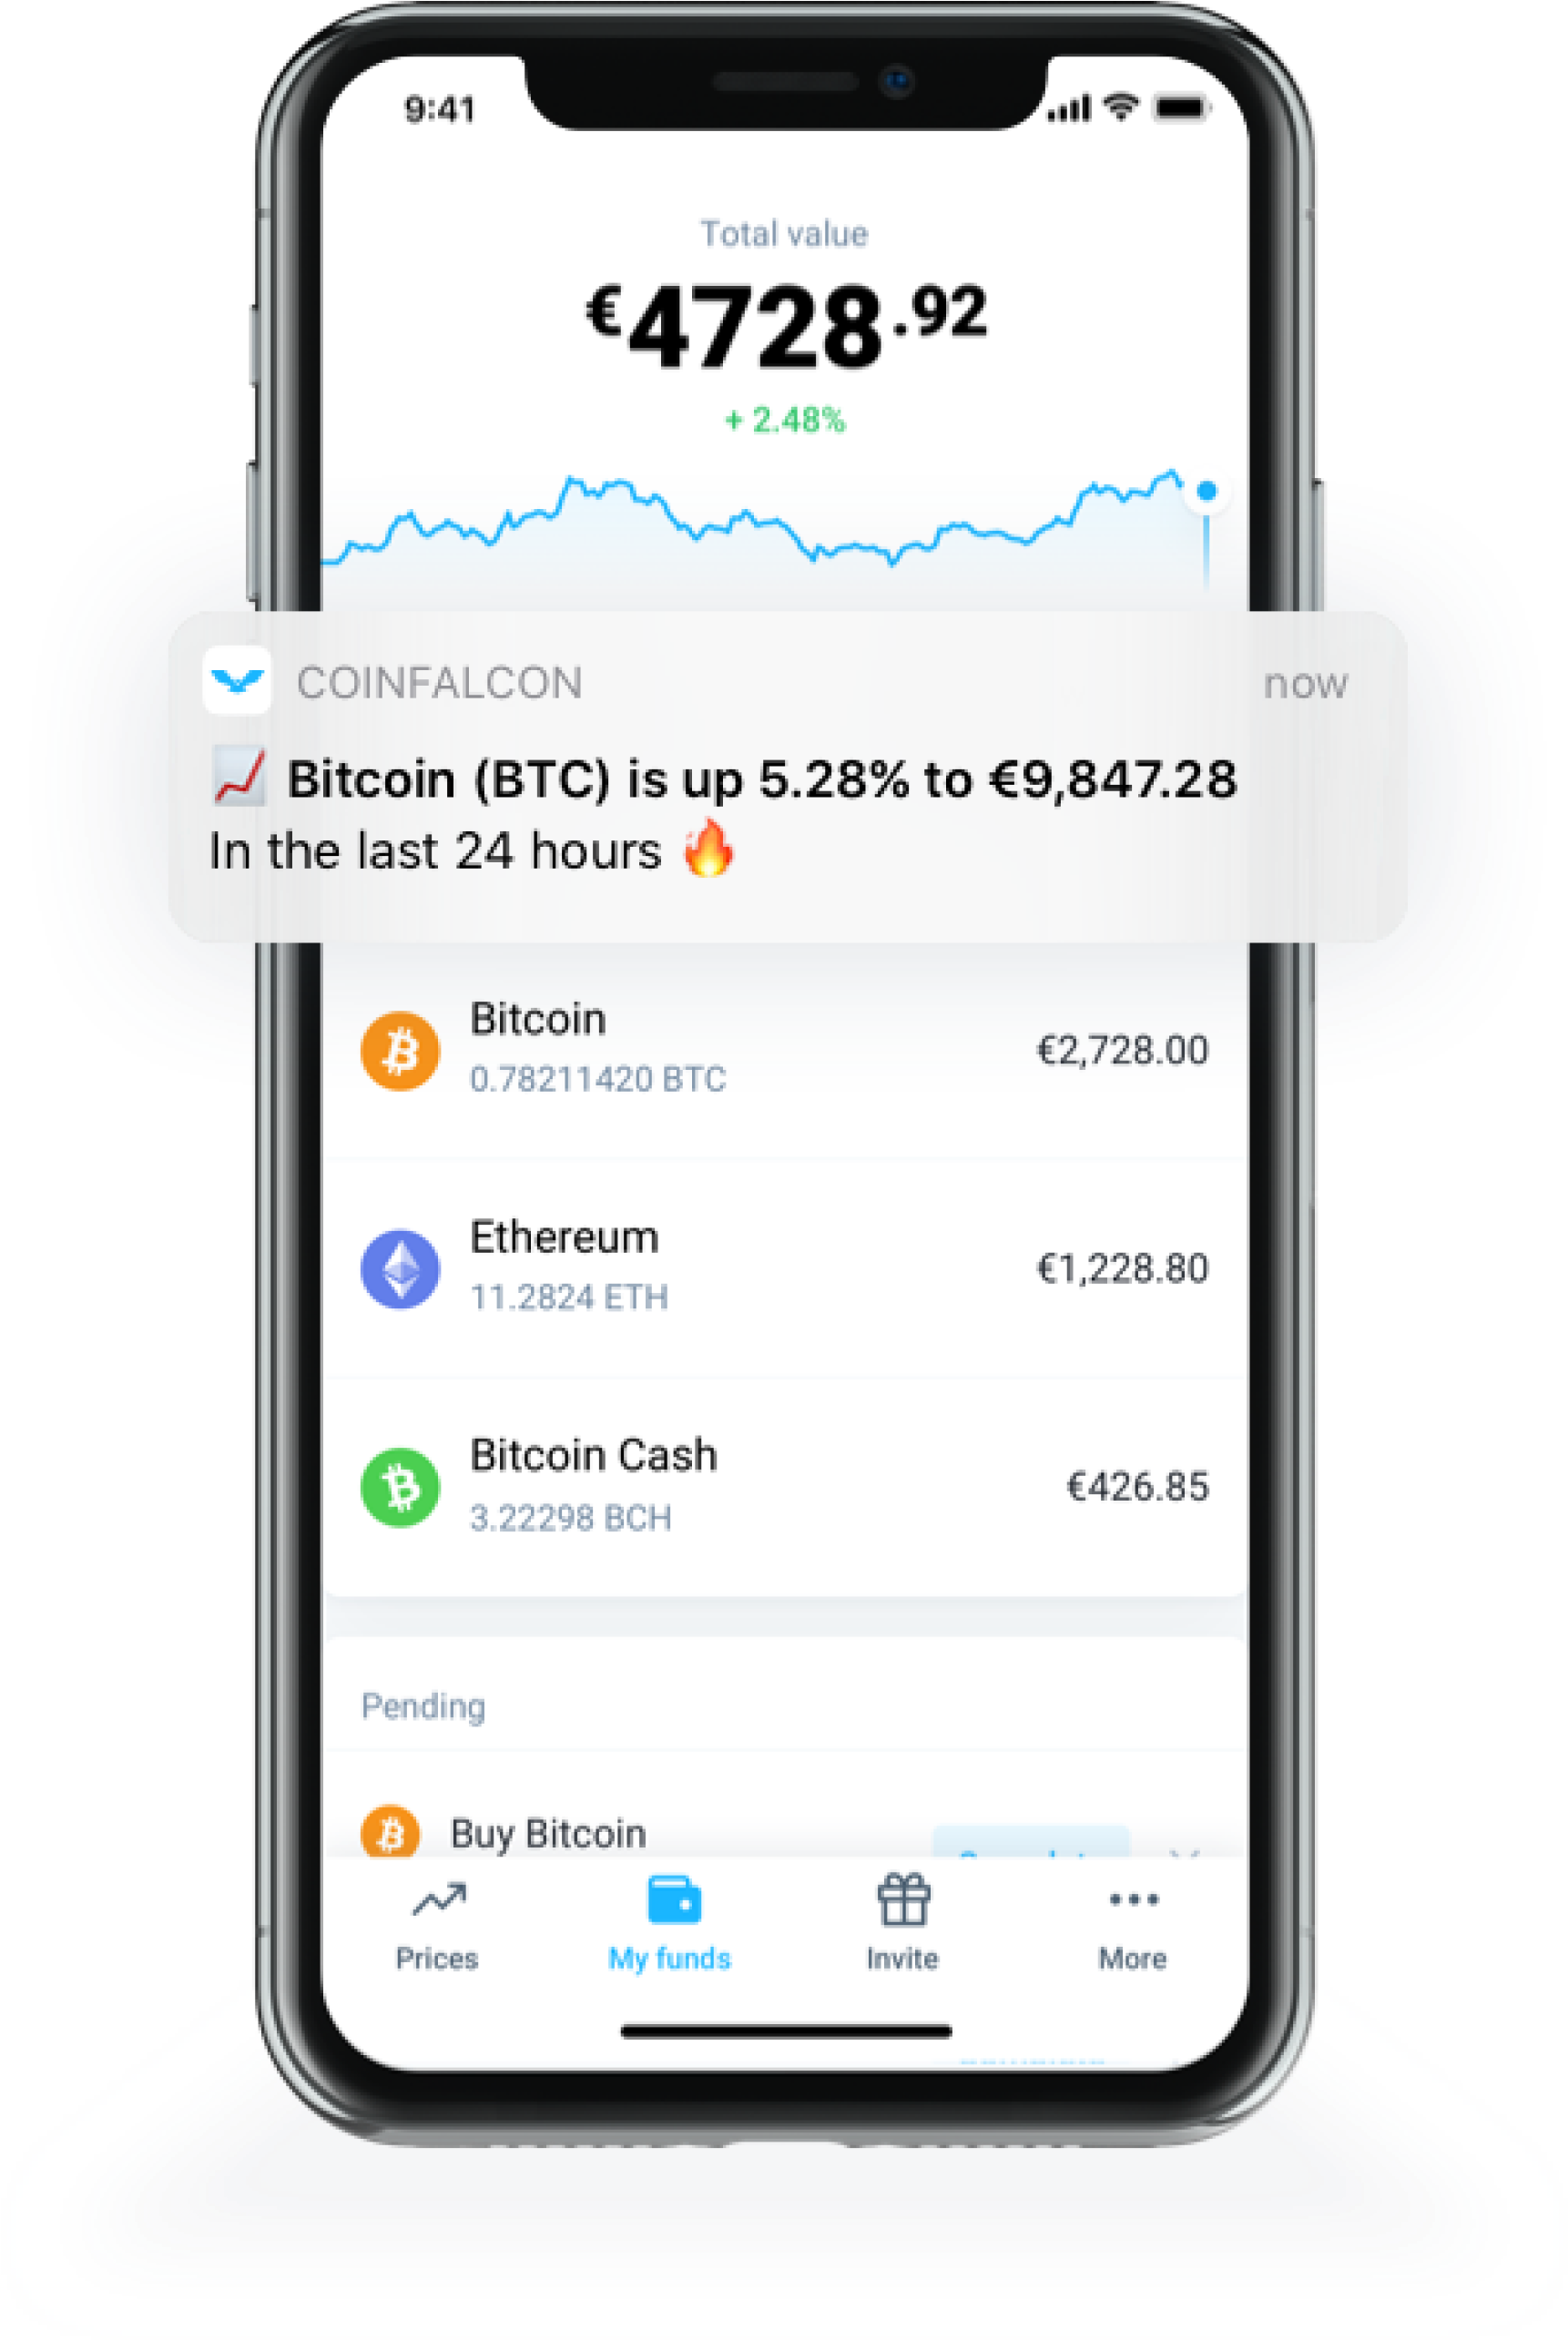 9:41
Total value
€4728.92
+ 2.48%
COINFALCON now
Bitcoin (BTC) is up 5.28% to €9,847.28
In the last 24 hours
Bitcoin
€2,728.00
0.78211420 BTC
Ethereum
€1,228.80
11.2824 ETH
Bitcoin Cash
€426.85
3.22298 BCH
Pending
Buy Bitcoin
Prices My funds Invite More